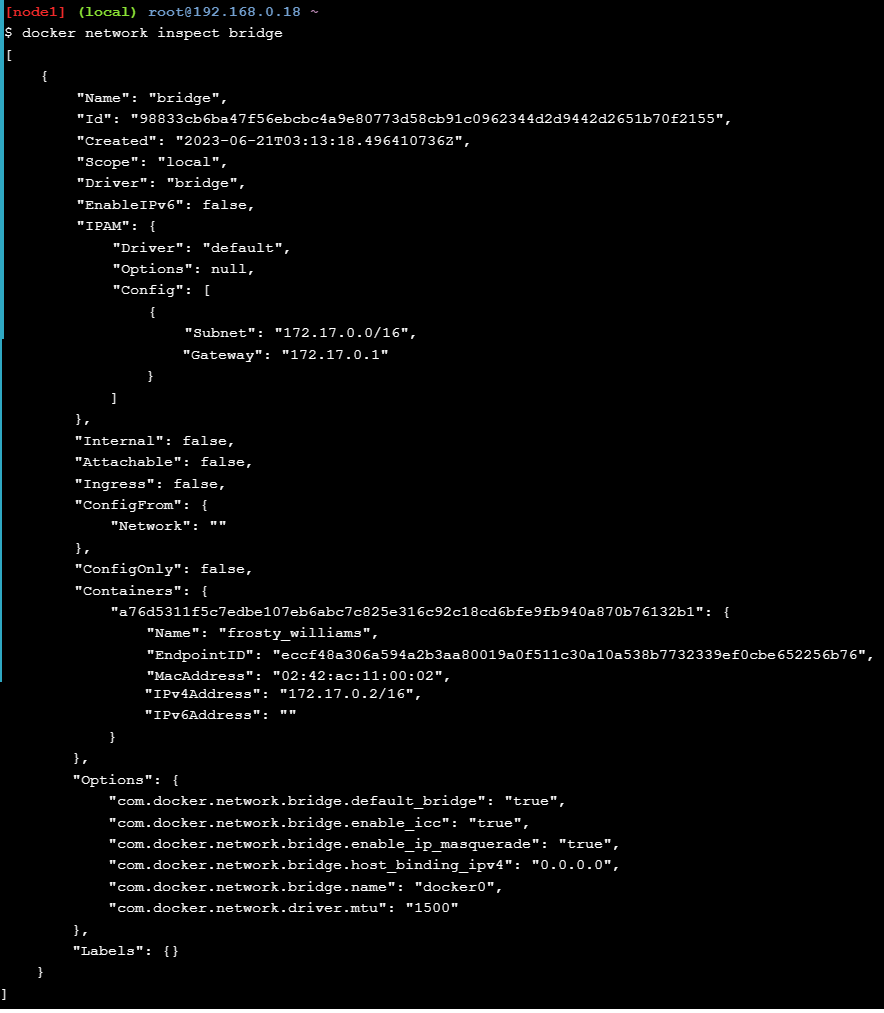 [node1] (local) root@192.168.0.18 ~
$ docker network inspect bridge
[
    {
        "Name": "bridge",
        "Id": "98833cb6ba47f56ebcbc4a9e80773d58cb91c0962344d2d9442d2651b70f2155",
        "Created": "2023-06-21T03:13:18.496410736Z",
        "Scope": "local",
        "Driver": "bridge",
        "EnableIPv6": false,
        "IPAM": {
            "Driver": "default",
            "Options": null,
            "Config": [
                {
                    "Subnet": "172.17.0.0/16",
                    "Gateway": "172.17.0.1"
                }
            ]
        },
        "Internal": false,
        "Attachable": false,
        "Ingress": false,
        "ConfigFrom": {
            "Network": ""
        },
        "ConfigOnly": false,
        "Containers": {
            "a76d5311f5c7edbe107eb6abc7c825e316c92c18cd6bfe9fb940a870b76132b1": {
                "Name": "frosty_williams",
                "EndpointID": "eccf48a306a594a2b3aa80019a0f511c30a10a538b7732339ef0cbe652256b76",
                "MacAddress": "02:42:ac:11:00:02",
                "IPv4Address": "172.17.0.2/16",
                "IPv6Address": ""
            }
        },
        "Options": {
            "com.docker.network.bridge.default_bridge": "true",
            "com.docker.network.bridge.enable_icc": "true",
            "com.docker.network.bridge.enable_ip_masquerade": "true",
            "com.docker.network.bridge.host_binding_ipv4": "0.0.0.0",
            "com.docker.network.bridge.name": "docker0",
            "com.docker.network.driver.mtu": "1500"
        },
        "Labels": {}
    }
]